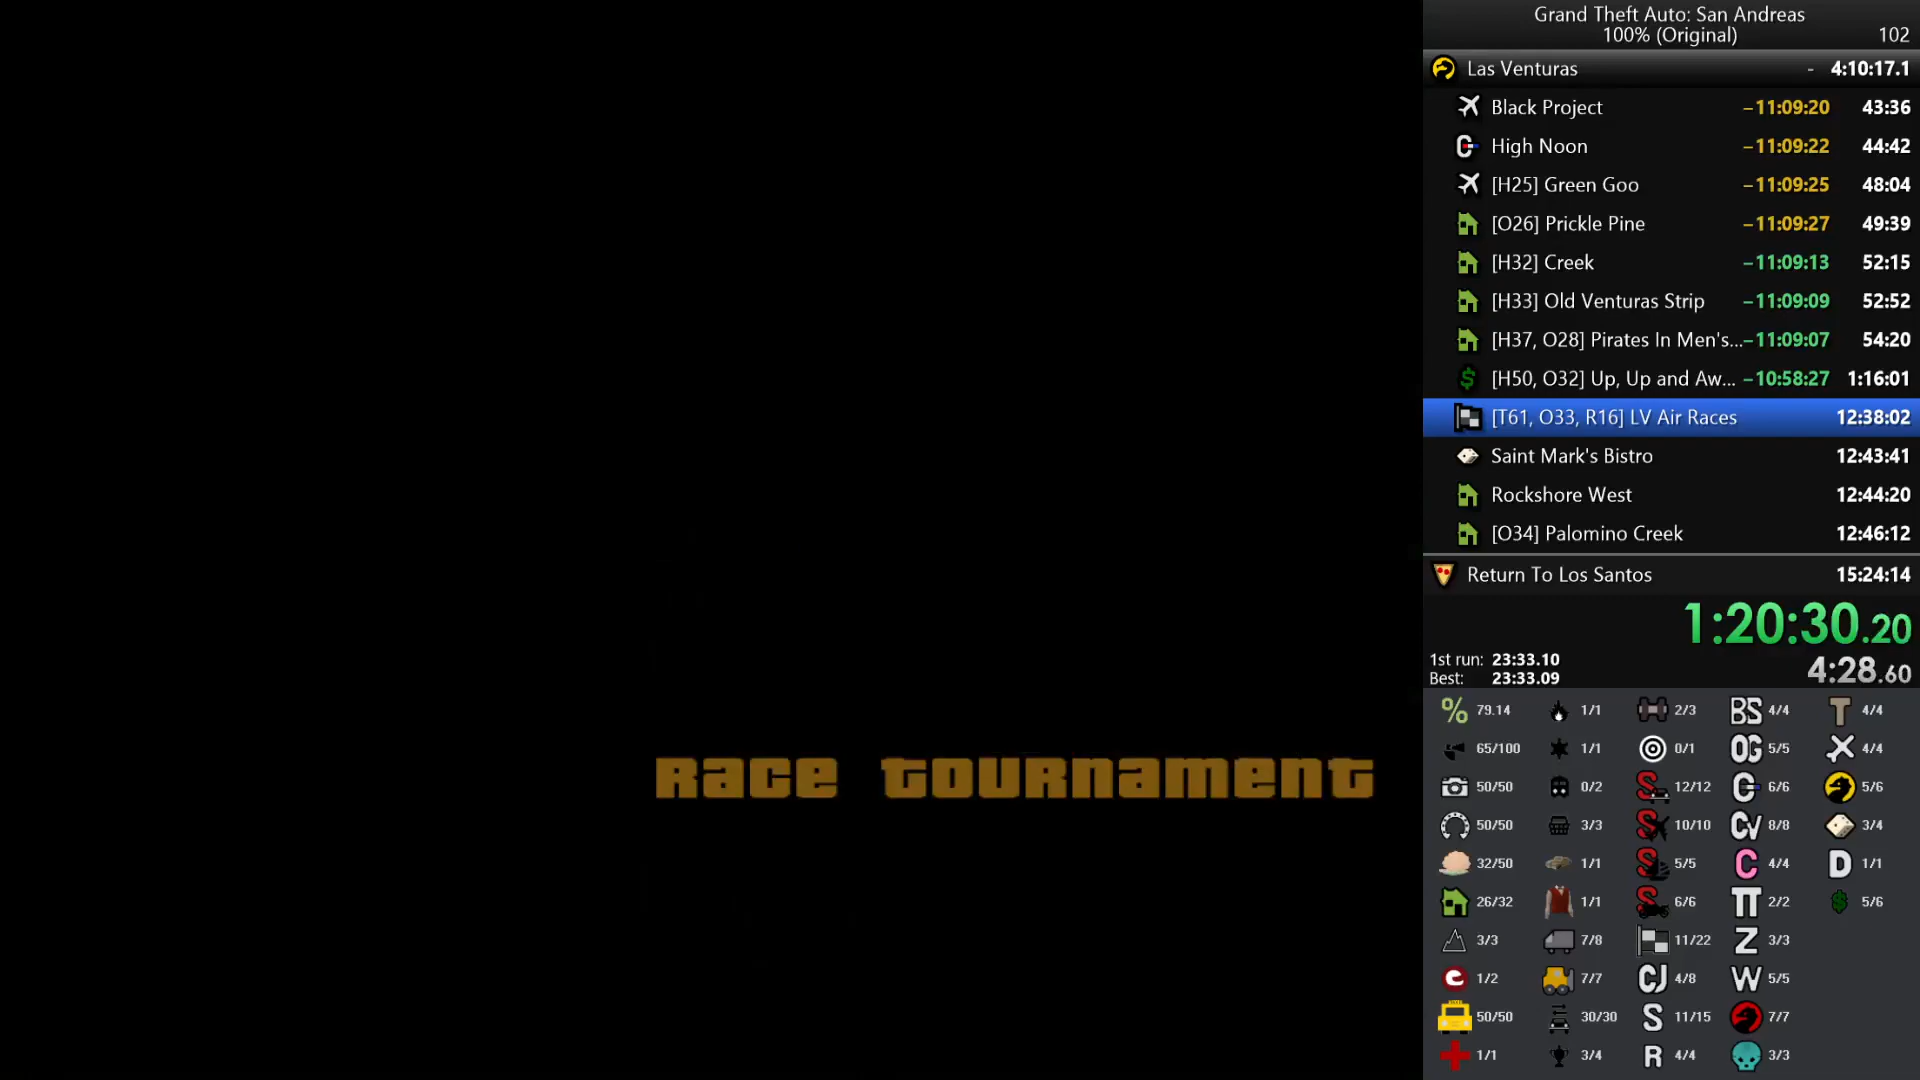 Race Tournament
Grand Theft Auto: San Andreas
100% (Original) 102
Las Venturas - 4:10:17.1
Black Project −11:09:20 43:36
High Noon −11:09:22 44:42
[H25] Green Goo −11:09:25 48:04
[O26] Prickle Pine −11:09:27 49:39
[H32] Creek −11:09:13 52:15
[H33] Old Venturas Strip −11:09:09 52:52
[H37, O28] Pirates In Men's... −11:09:07 54:20
[H50, O32] Up, Up and Aw... −10:58:27 1:16:01
[T61, O33, R16] LV Air Races 12:38:02
Saint Mark's Bistro 12:43:41
Rockshore West 12:44:20
[O34] Palomino Creek 12:46:12
Return To Los Santos 15:24:14
1:20:30.20
1st run: 23:33.10
Best: 23:33.09
4:28.60
% 79.14 1/1 2/3 BS 4/4 T 4/4
65/100 1/1 0/1 OG 5/5 4/4
50/50 0/2 S 12/12 C 6/6 5/6
50/50 3/3 S 10/10 CV 8/8 3/4
32/50 1/1 S 5/5 C 4/4 D 1/1
26/32 1/1 S 6/6 2/2 $ 5/6
3/3 7/8 11/22 Z 3/3
C 1/2 7/7 CJ 4/8 W 5/5
50/50 30/30 S 11/15 7/7
1/1 3/4 R 4/4 3/3